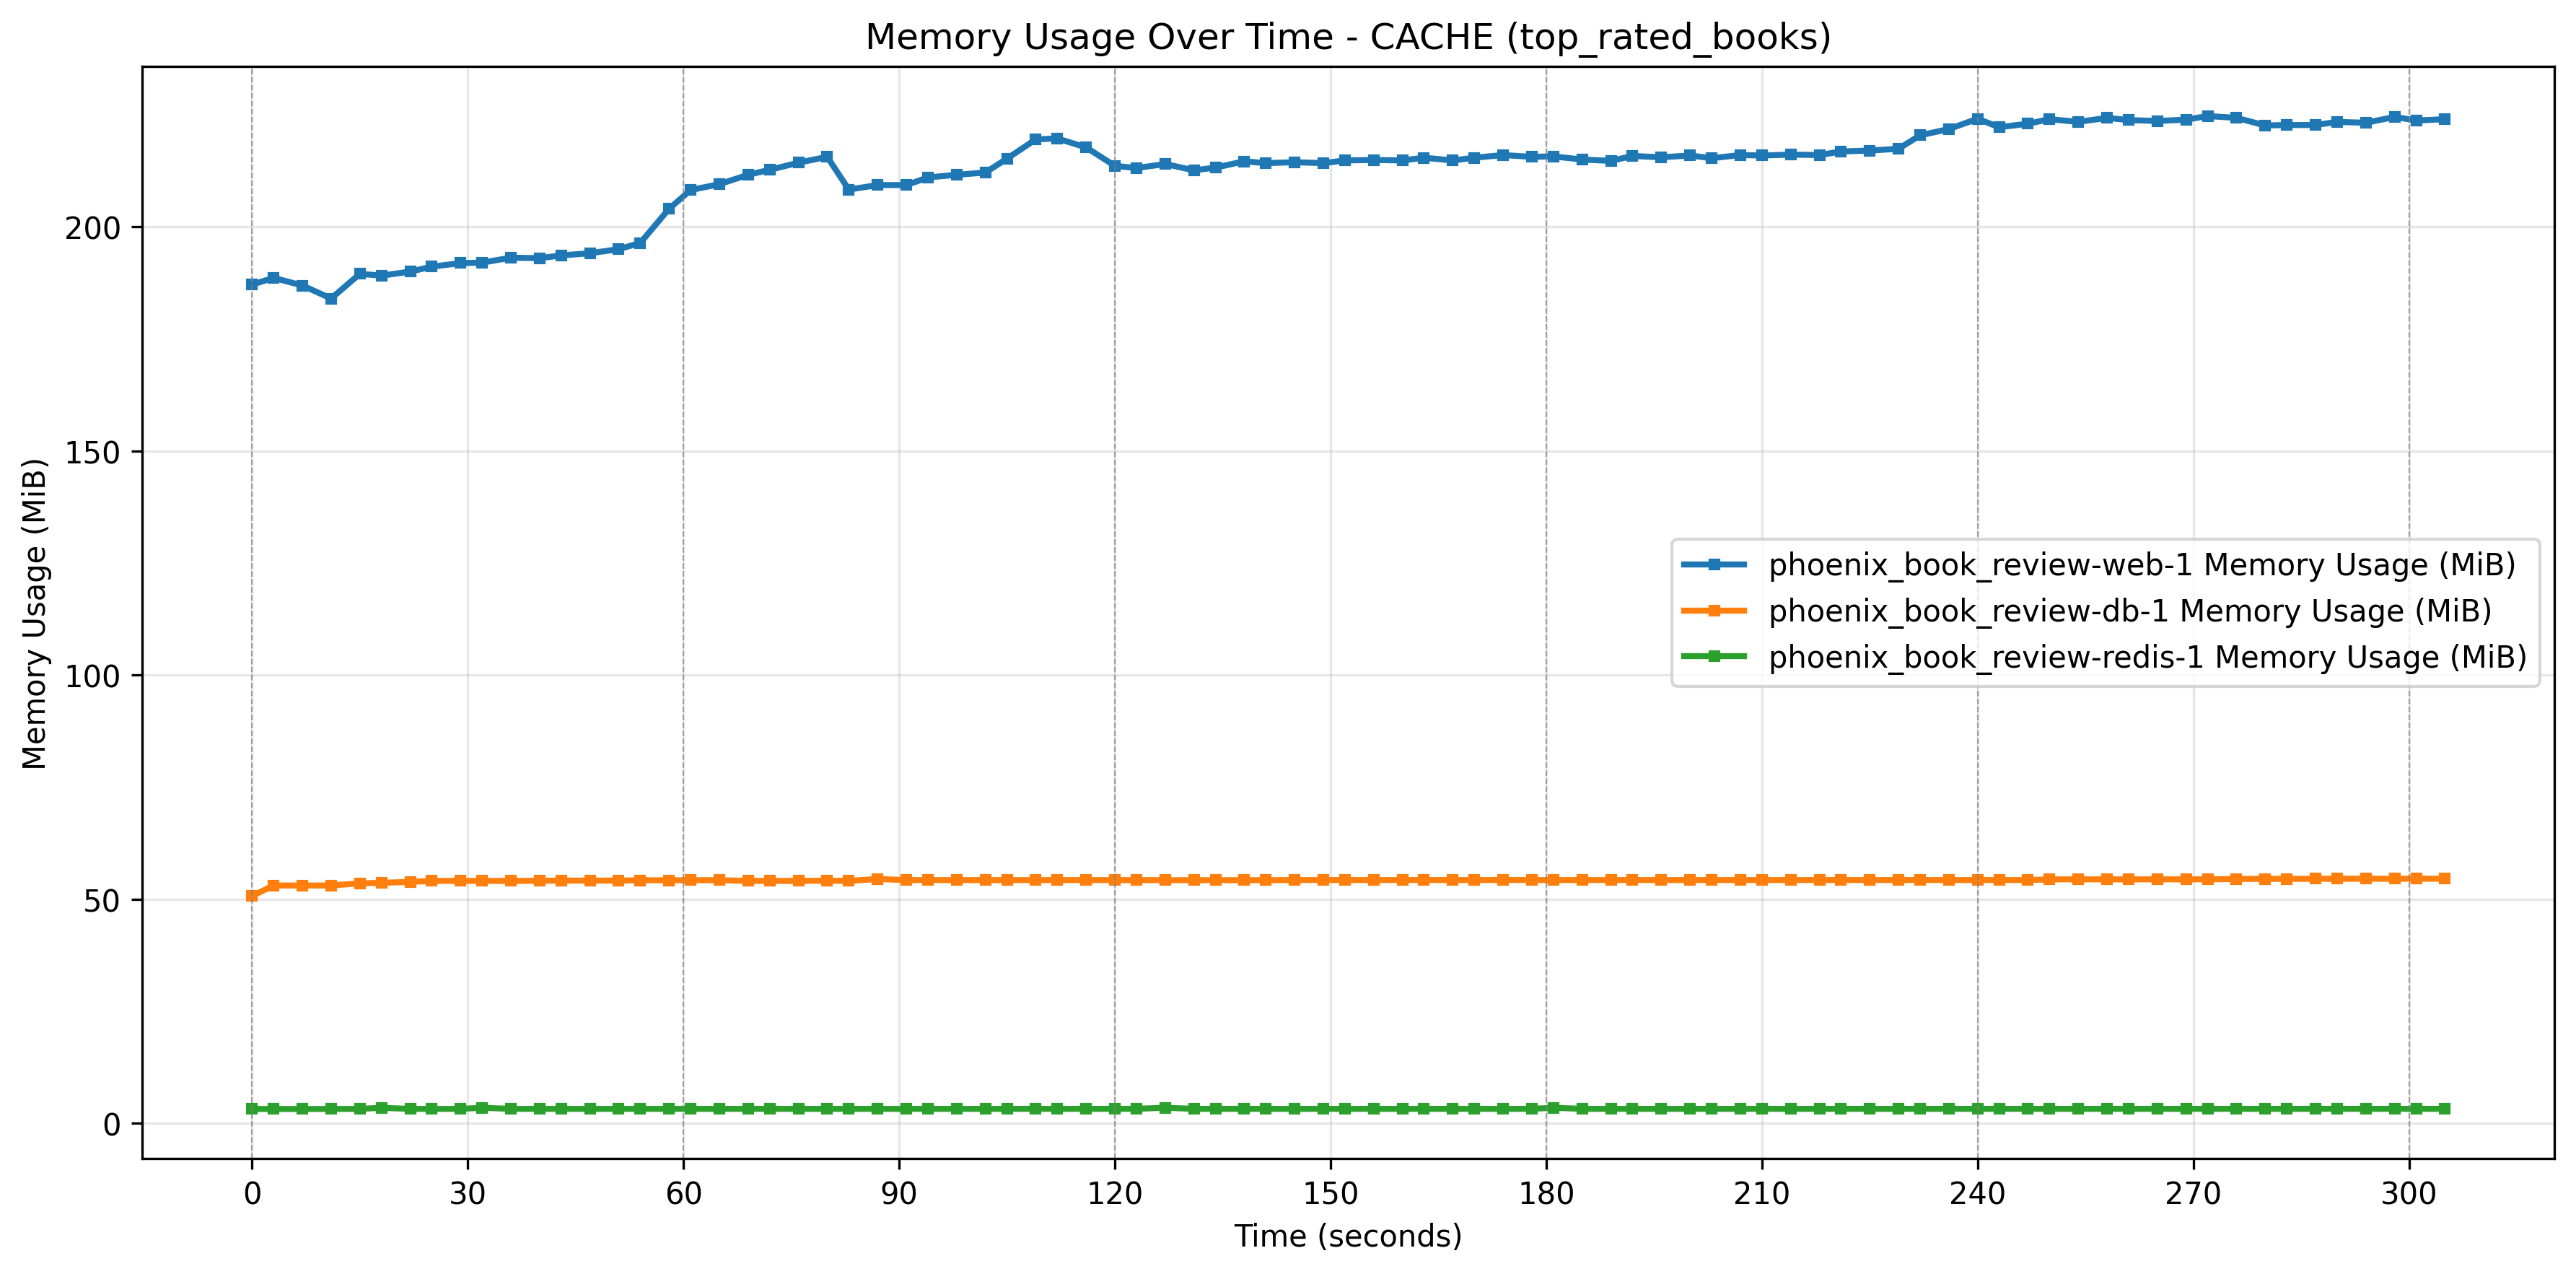 Memory Usage Over Time - CACHE (top_rated_books)
Memory Usage (MiB)
200
150
100
50
0
phoenix_book_review-web-1 Memory Usage (MiB)
phoenix_book_review-db-1 Memory Usage (MiB)
phoenix_book_review-redis-1 Memory Usage (MiB)
0 30 60 90 120 150 180 210 240 270 300
Time (seconds)